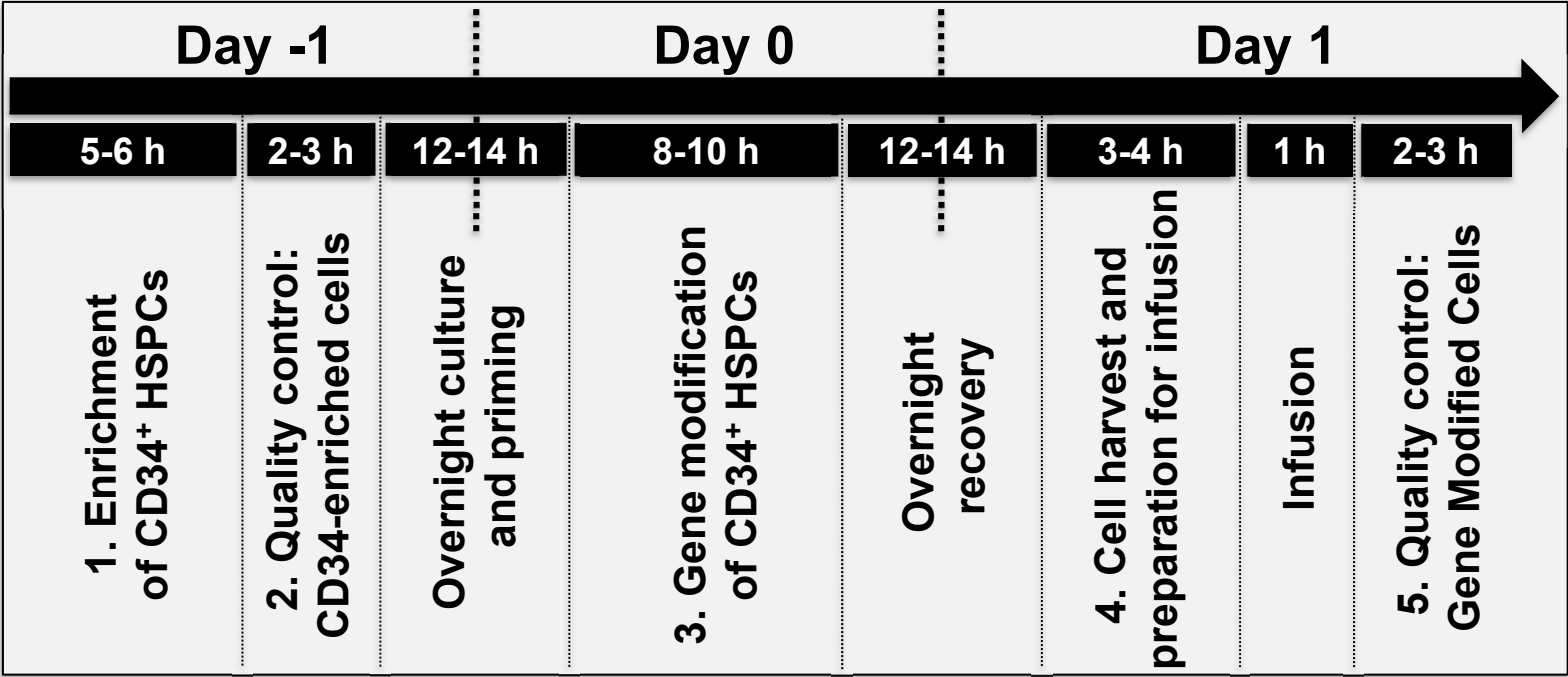 Day -1
Day 0
Day 1
5-6 h
2-3 h
12-14 h
8-10 h
12-14 h
3-4 h
1 h
2-3 h
1. Enrichment
of CD34⁺ HSPCs
2. Quality control:
CD34-enriched cells
Overnight culture
and priming
3. Gene modification
of CD34⁺ HSPCs
Overnight
recovery
4. Cell harvest and
preparation for infusion
Infusion
5. Quality control:
Gene Modified Cells